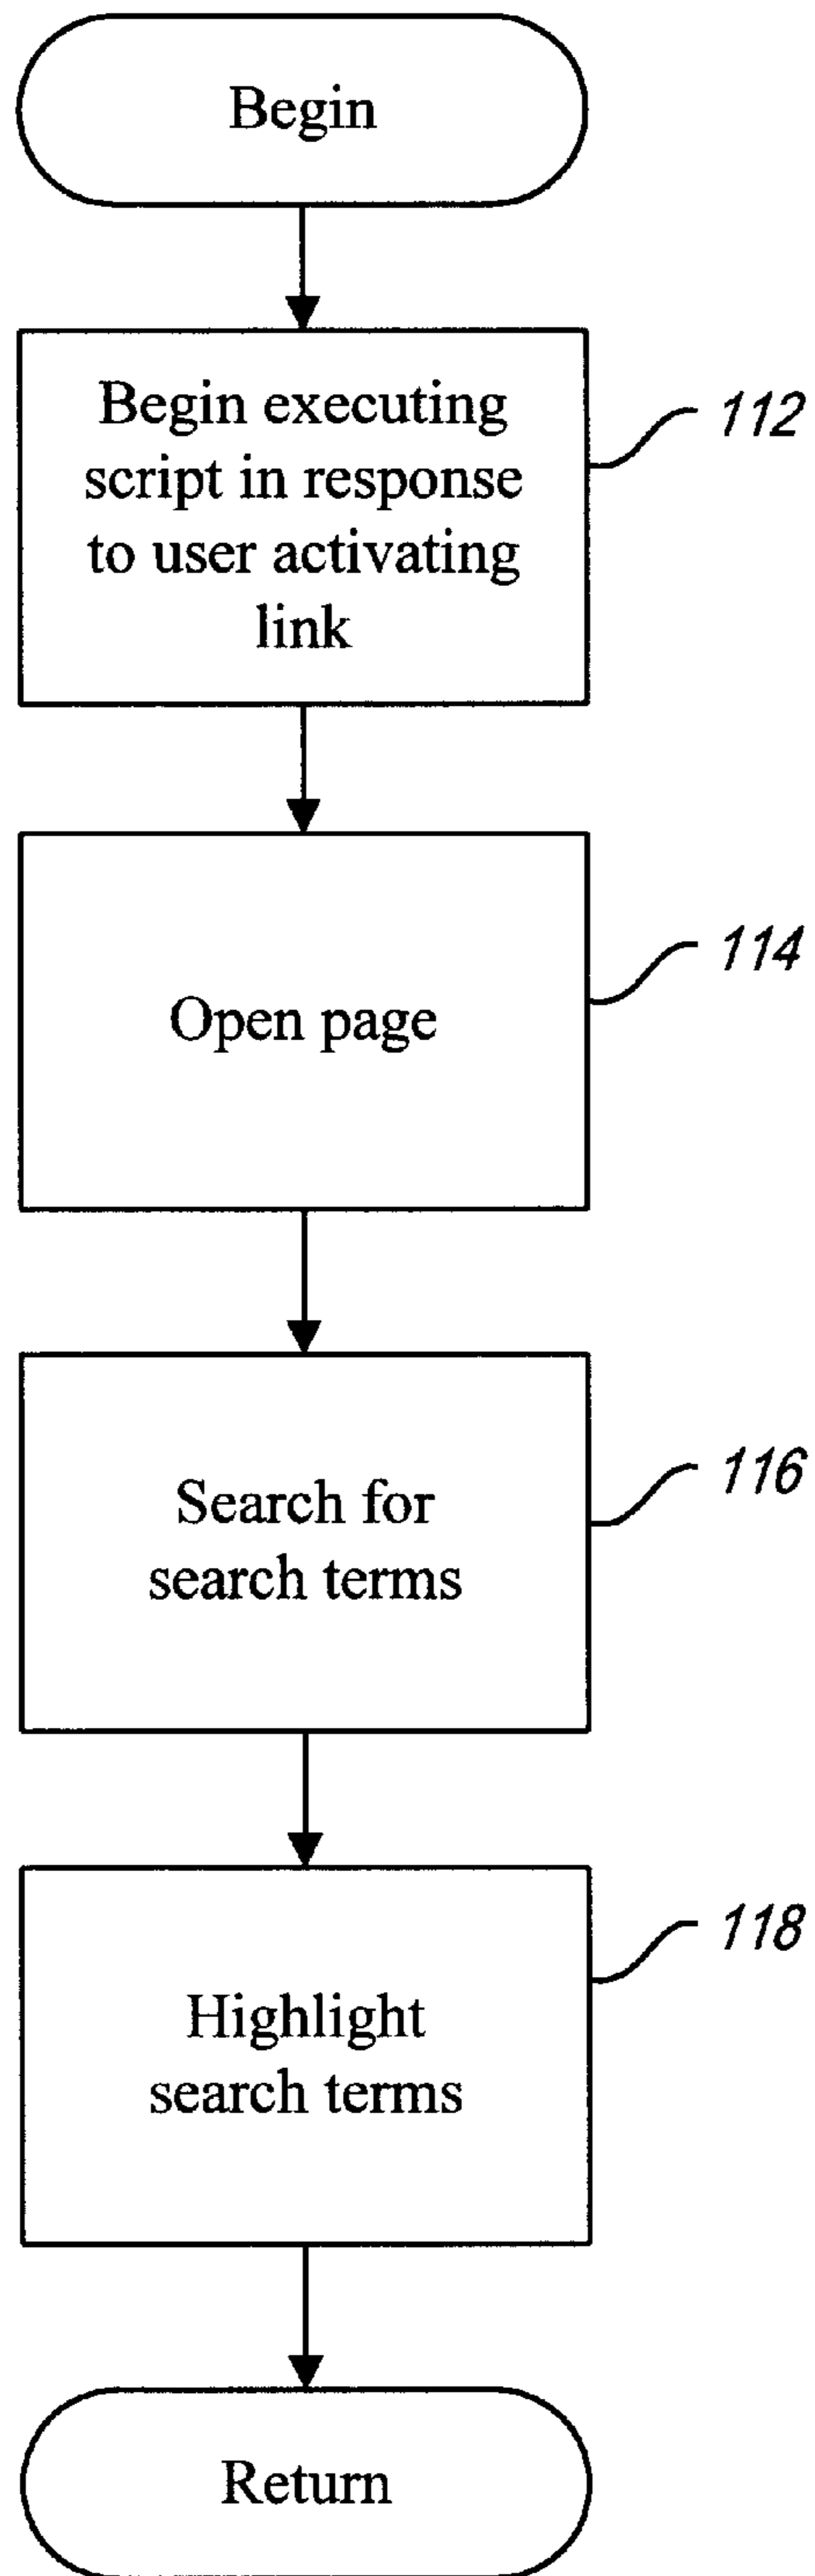 Begin
Begin executing
script in response
to user activating
link
112
Open page
114
Search for
search terms
116
Highlight
search terms
118
Return